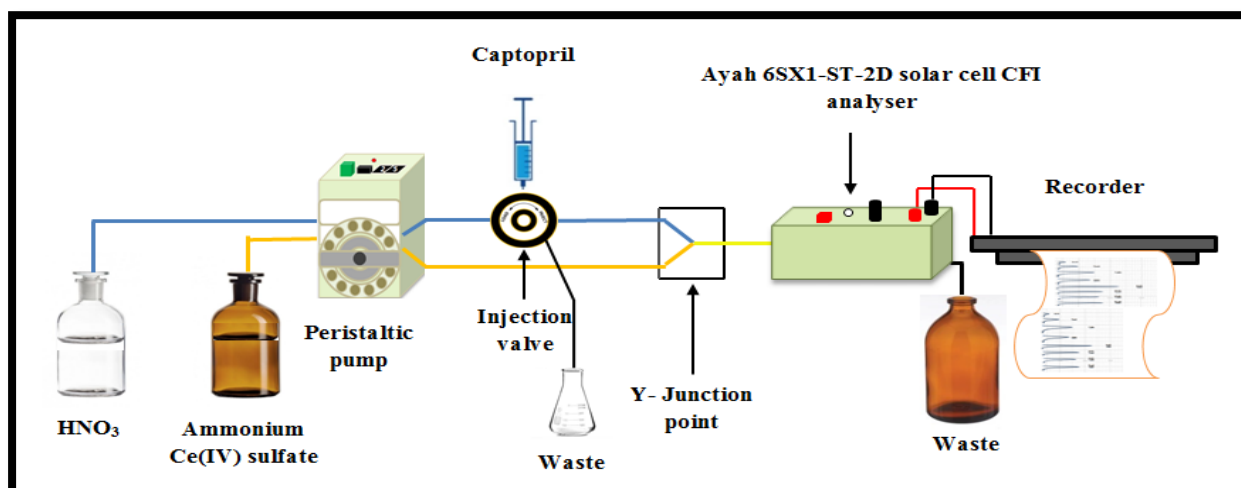 Captopril
Ayah 6SX1-ST-2D solar cell CFI
analyser
Recorder
Peristaltic
pump
Injection
valve
Y- Junction
point
HNO₃
Ammonium
Ce(IV) sulfate
Waste
Waste